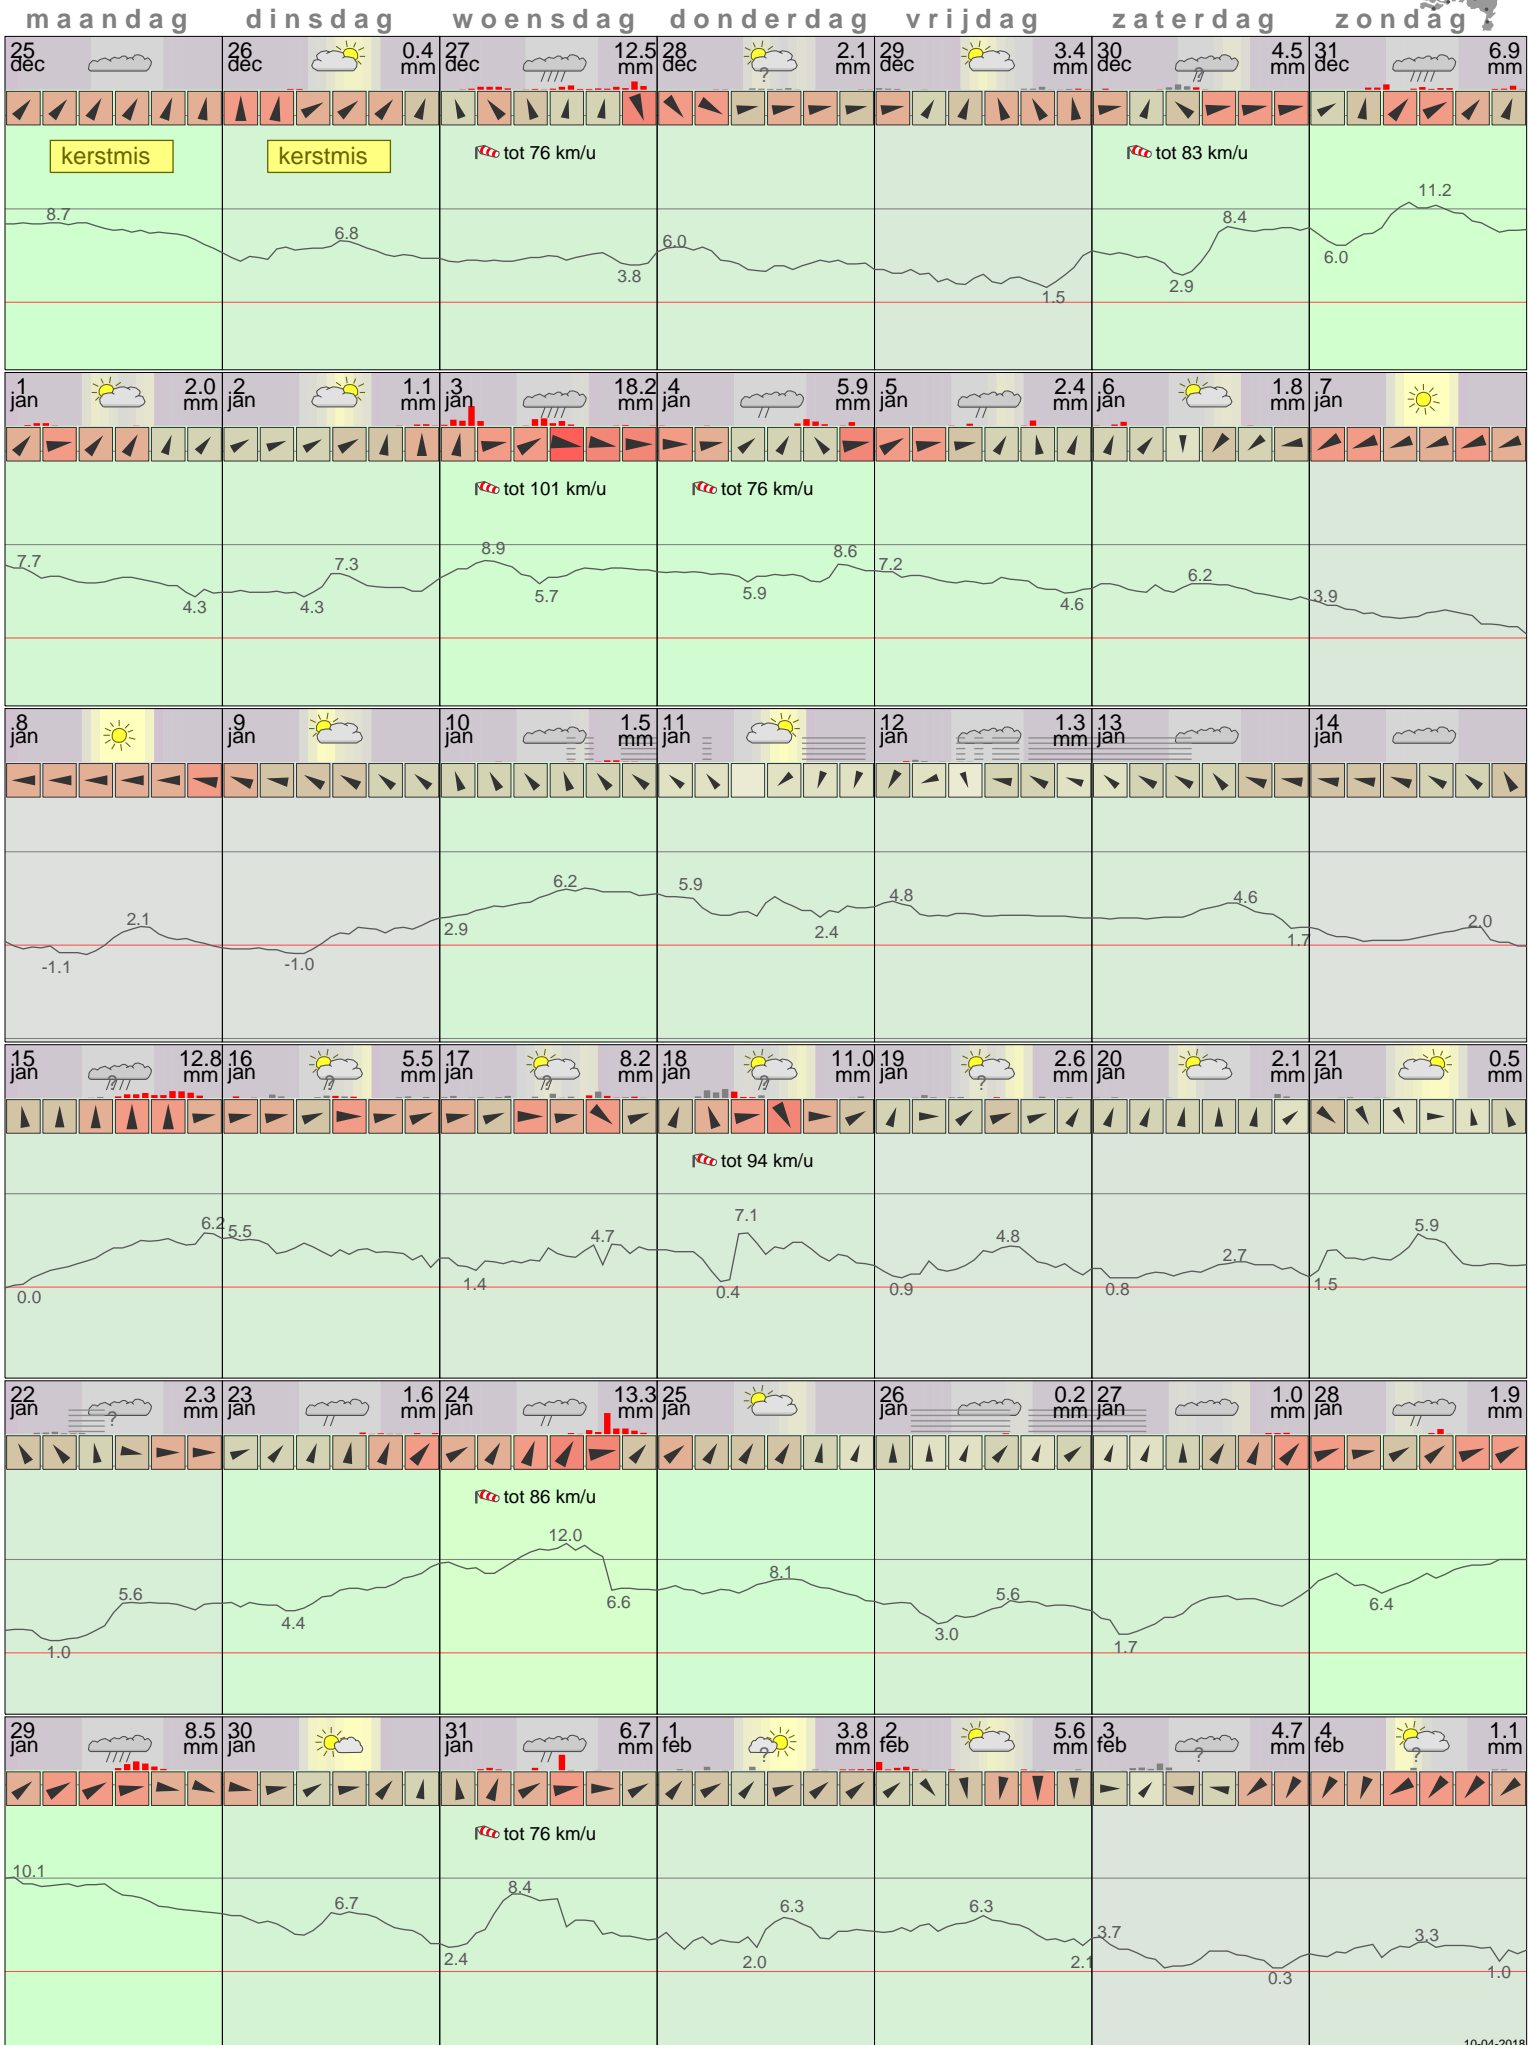 maandag dinsdag woensdag donderdag vrijdag zaterdag zondag
25 26 0.4 27 12.5 28 2.1 29 3.4 30 4.5 31 6.9
dec dec mm dec mm dec mm dec mm dec mm dec mm
? ?
kerstmis kerstmis tot 76 km/u tot 83 km/u
8.7 6.8 3.8 6.0 1.5 2.9 8.4 6.0 11.2
1 2.0 2 1.1 3 18.2 4 5.9 5 2.4 6 1.8 7
jan mm jan mm jan mm jan mm jan mm jan mm jan
tot 101 km/u tot 76 km/u
7.7 4.3 4.3 7.3 8.9 5.7 5.9 8.6 7.2 4.6 6.2 3.9
8 9 10 1.5 11 12 1.3 13 14
jan jan jan mm jan jan mm jan jan
-1.1 2.1 -1.0 2.9 6.2 5.9 2.4 4.8 4.6 1.7 2.0
15 12.8 16 5.5 17 8.2 18 11.0 19 2.6 20 2.1 21 0.5
jan mm jan mm jan mm jan mm jan mm jan mm jan mm
? ? ? ? ?
tot 94 km/u
0.0 6.2 5.5 1.4 4.7 0.4 7.1 0.9 4.8 0.8 2.7 1.5 5.9
22 2.3 23 1.6 24 13.3 25 26 0.2 27 1.0 28 1.9
jan mm jan mm jan mm jan jan mm jan mm jan mm
?
tot 86 km/u
1.0 5.6 4.4 12.0 6.6 8.1 3.0 5.6 1.7 6.4
29 8.5 30 31 6.7 1 3.8 2 5.6 3 4.7 4 1.1
jan mm jan jan mm feb mm feb mm feb mm feb mm
? ? ?
tot 76 km/u
10.1 6.7 2.4 8.4 2.0 6.3 6.3 2.1 3.7 0.3 3.3 1.0
10-04-2018